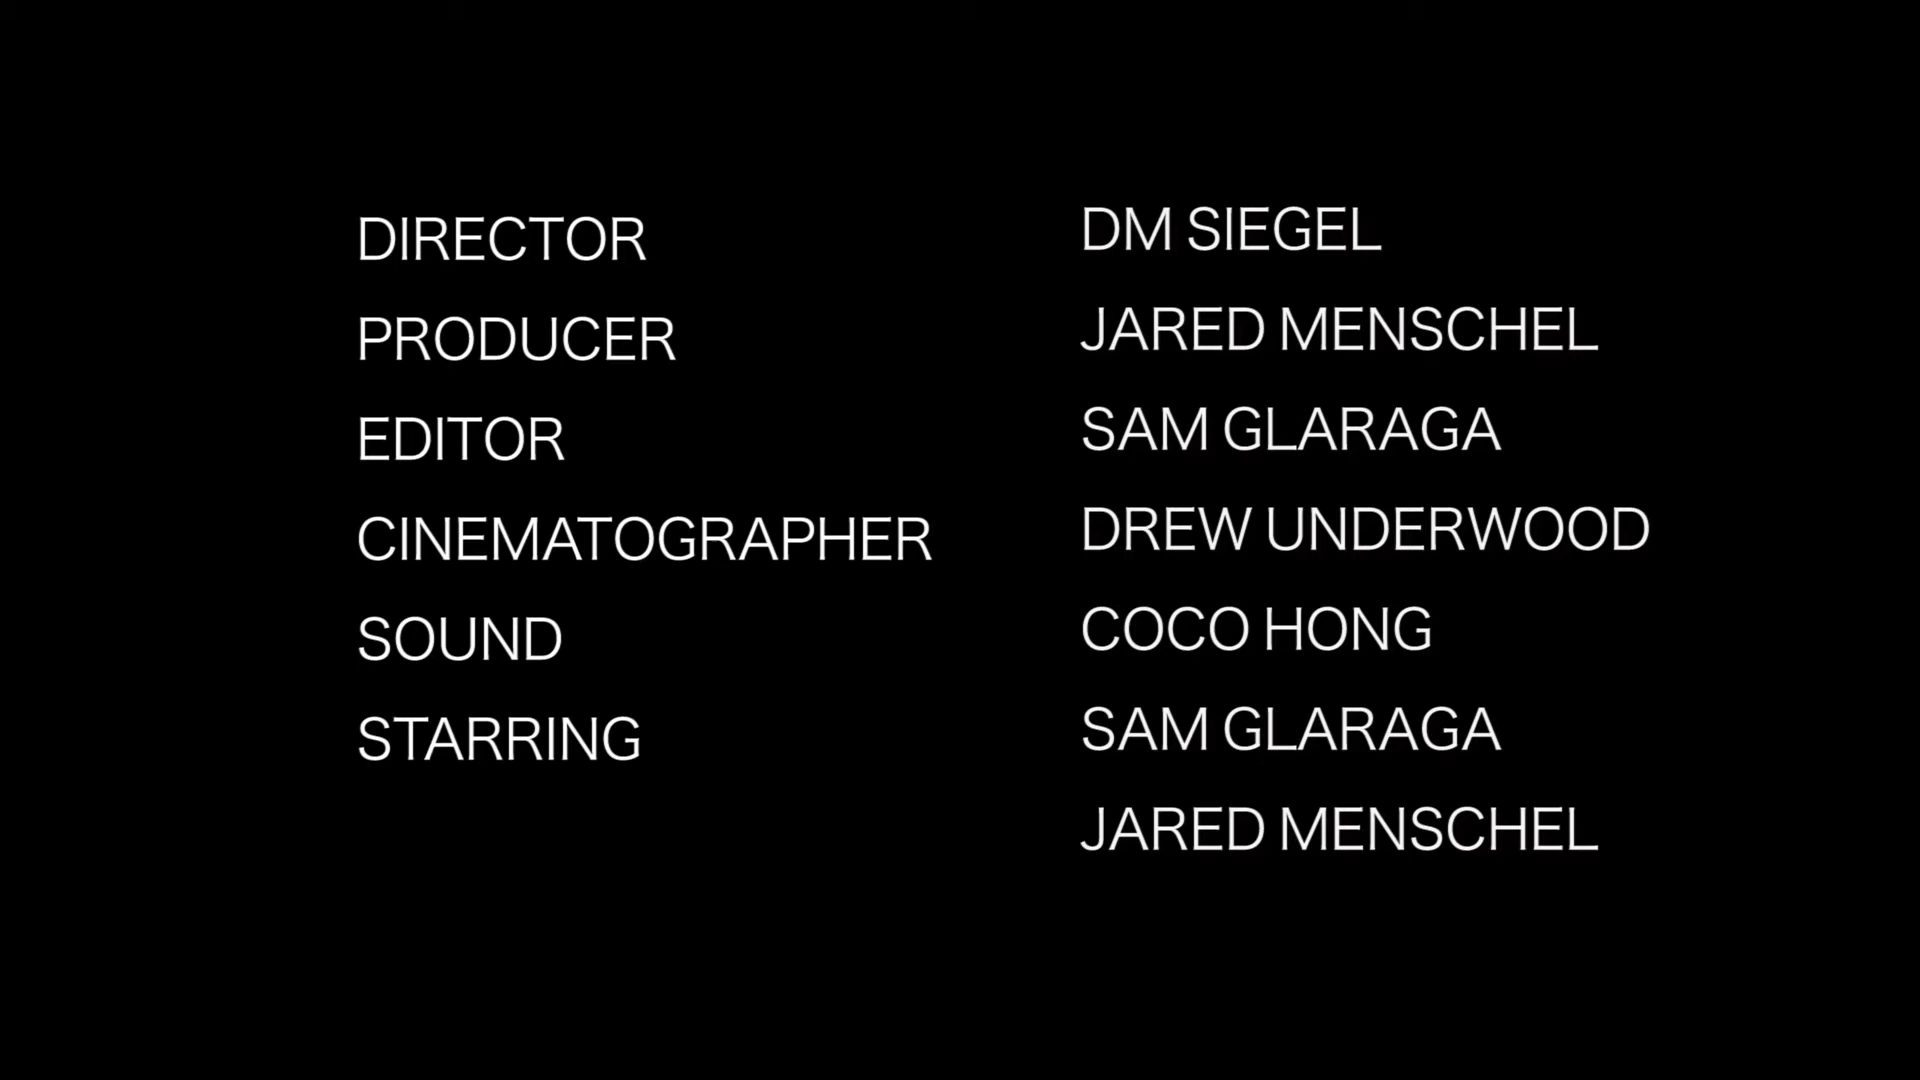 DIRECTOR DM SIEGEL
PRODUCER JARED MENSCHEL
EDITOR SAM GLARAGA
CINEMATOGRAPHER DREW UNDERWOOD
SOUND COCO HONG
STARRING SAM GLARAGA
JARED MENSCHEL